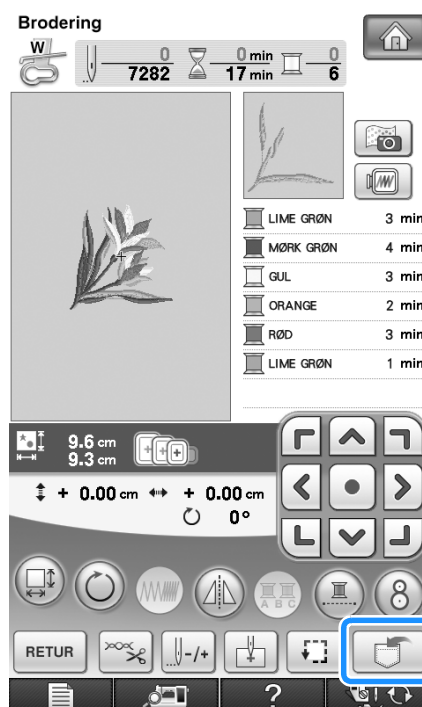 Brodering
W
0
7282
0 min
17 min
0
6
LIME GRØN 3 min
MØRK GRØN 4 min
GUL 3 min
ORANGE 2 min
RØD 3 min
LIME GRØN 1 min
9.6 cm
9.3 cm
+ 0.00 cm + 0.00 cm
0°
A B C
8
RETUR
-/+
?